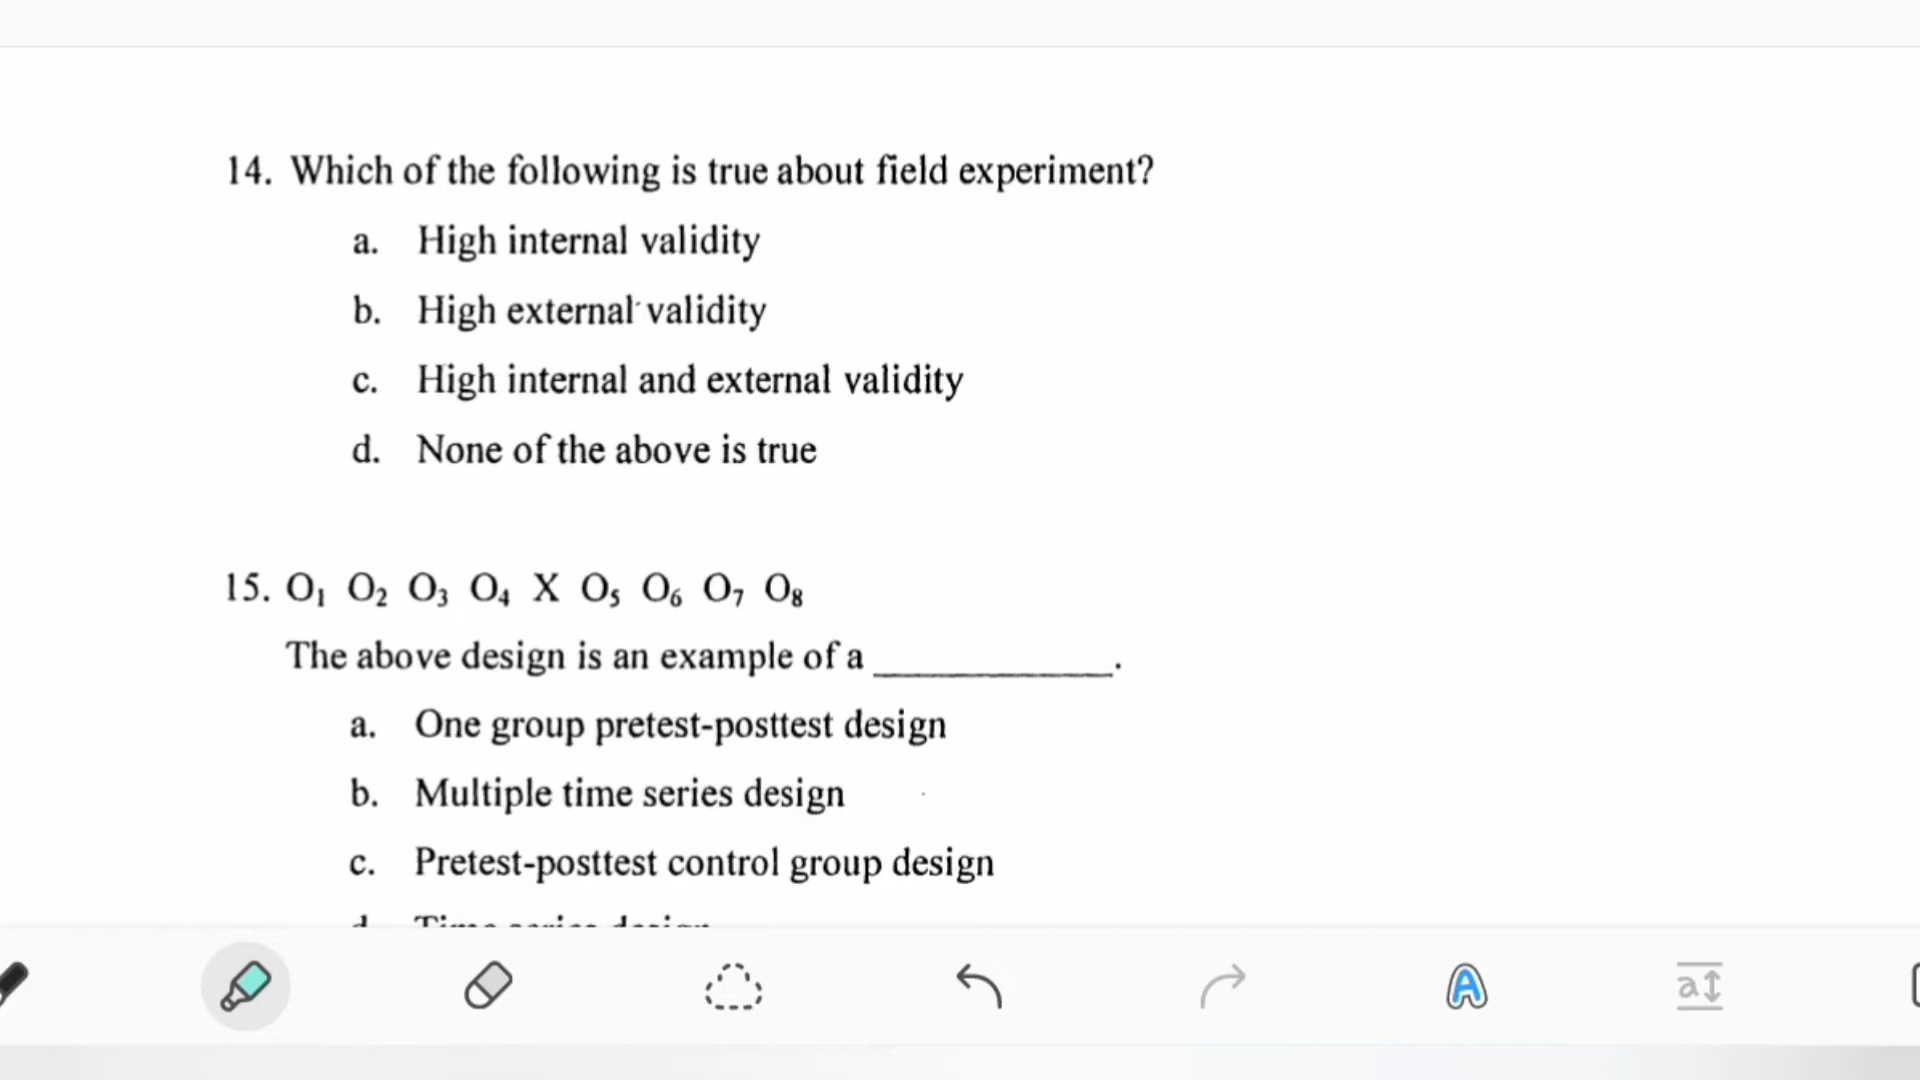 14. Which of the following is true about field experiment?
a. High internal validity
b. High external validity
c. High internal and external validity
d. None of the above is true
15. O₁ O₂ O₃ O₄ X O₅ O₆ O₇ O₈
The above design is an example of a ____________.
a. One group pretest-posttest design
b. Multiple time series design
c. Pretest-posttest control group design
d. Time series design
A
a